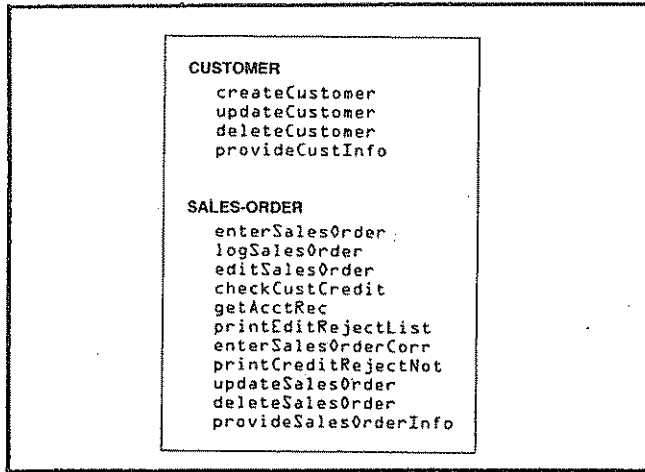 CUSTOMER
createCustomer
updateCustomer
deleteCustomer
provideCustInfo
SALES-ORDER
enterSalesOrder
logSalesOrder
editSalesOrder
checkCustCredit
getAcctRec
printEditRejectList
enterSalesOrderCorr
printCreditRejectNot
updateSalesOrder
deleteSalesOrder
provideSalesOrderInfo